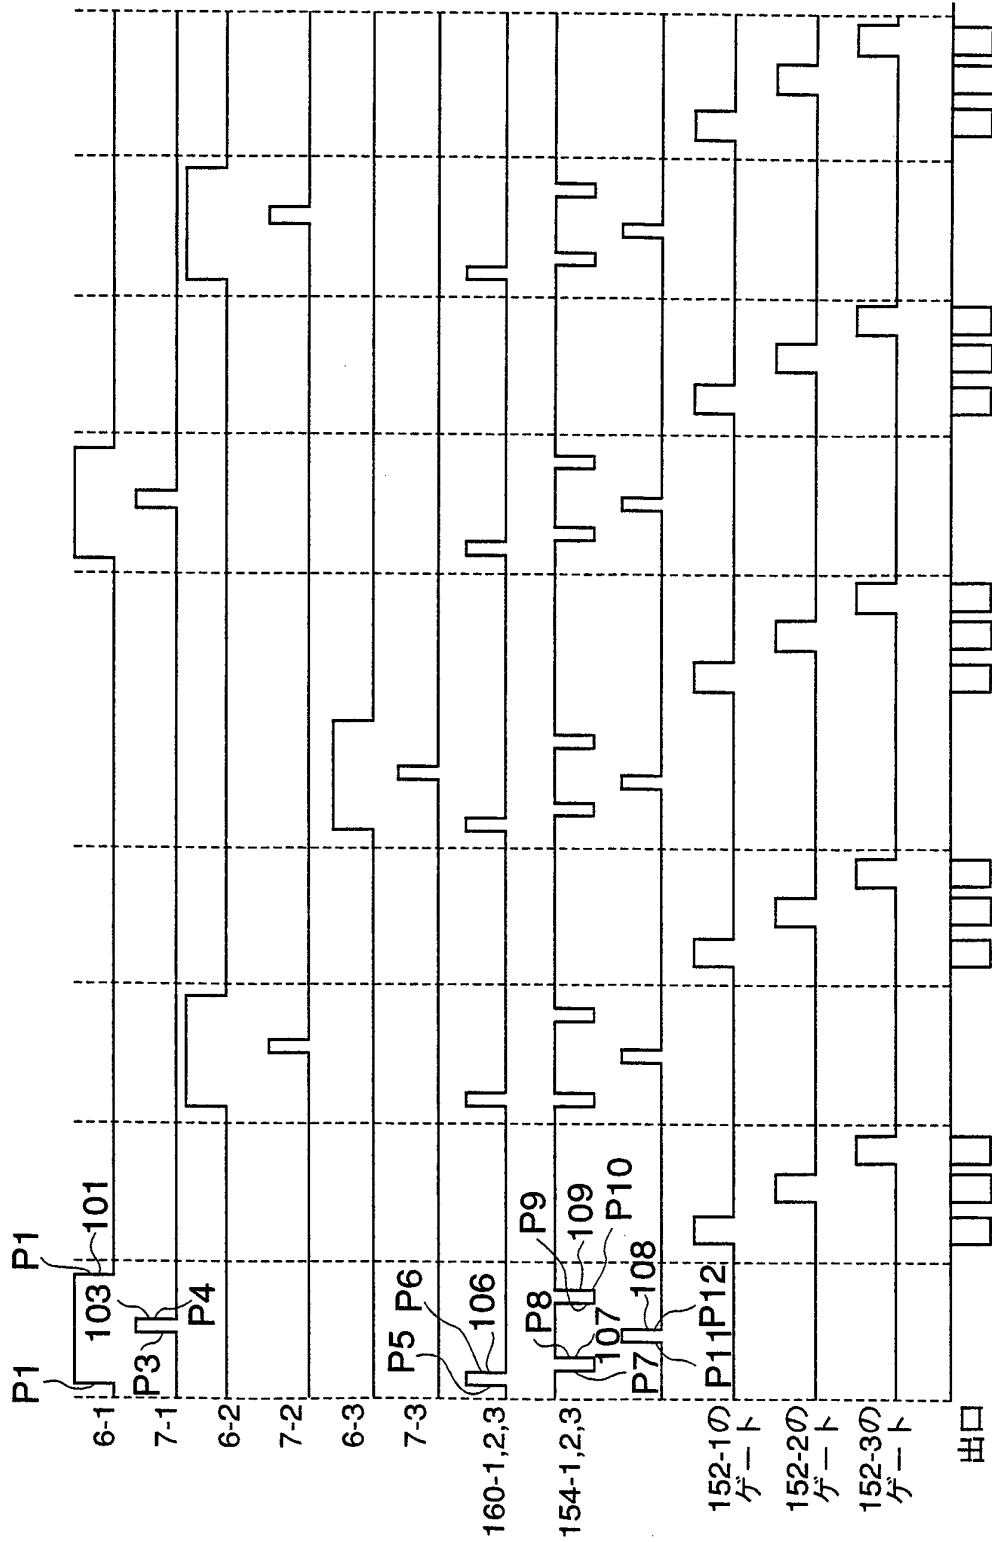 P1
P1
101
6-1
103
P3
P4
7-1
6-2
7-2
6-3
7-3
P5
P6
106
160-1,2,3
P8
P9
109
P10
107
P7
154-1,2,3
108
P11
P12
152-1の
ゲート
152-2の
ゲート
152-3の
ゲート
出口